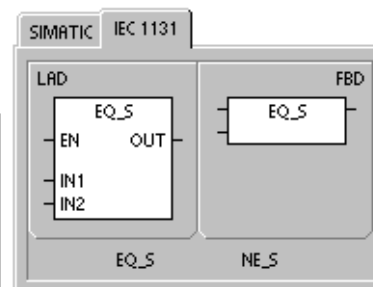 SIMATIC IEC 1131
LAD FBD
EQ_S EQ_S
EN OUT
IN1
IN2
EQ_S NE_S